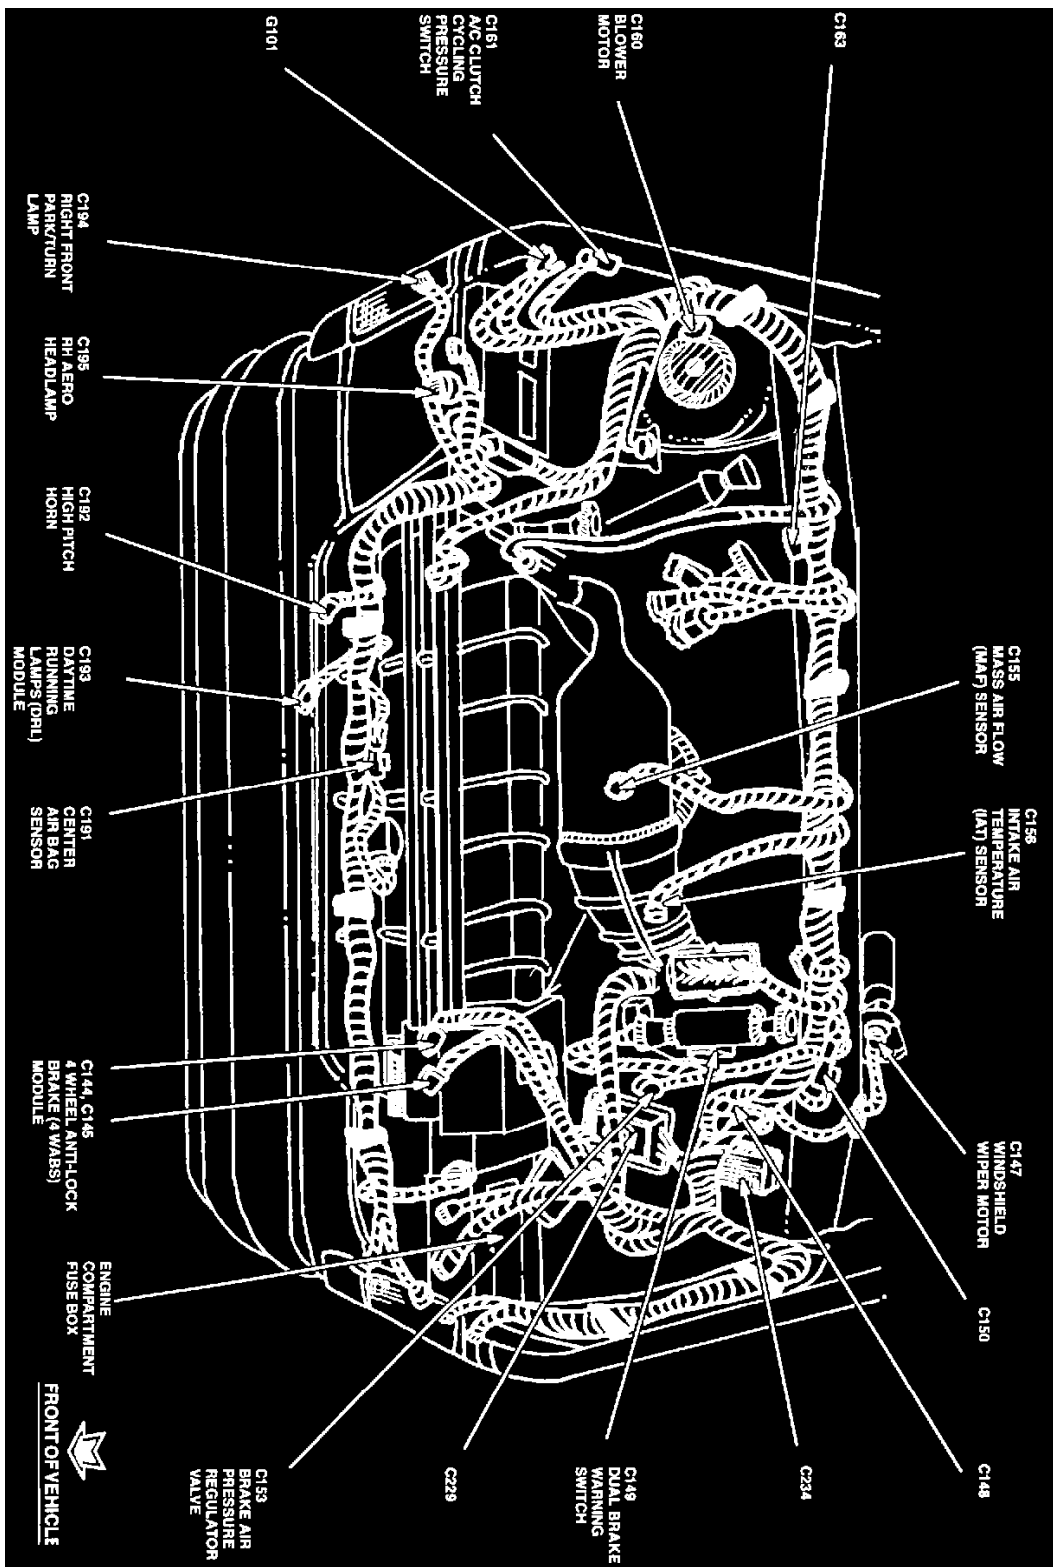 G101
C161
A/C CLUTCH
CYCLING
PRESSURE
SWITCH
C160
BLOWER
MOTOR
C163
C155
MASS AIR FLOW
(MAF) SENSOR
C156
INTAKE AIR
TEMPERATURE
(IAT) SENSOR
C147
WINDSHIELD
WIPER MOTOR
C150
C148
C234
C149
DUAL BRAKE
WARNING
SWITCH
C229
C153
BRAKE AIR
PRESSURE
REGULATOR
VALVE
C194
RIGHT FRONT
PARK/TURN
LAMP
C195
RH AERO
HEADLAMP
C192
HIGH PITCH
HORN
C193
DAYTIME
RUNNING
LAMPS (DRL)
MODULE
C191
CENTER
AIR BAG
SENSOR
C144, C145
4 WHEEL ANTI-LOCK
BRAKE (4 WABS)
MODULE
ENGINE
COMPARTMENT
FUSE BOX
FRONT OF VEHICLE